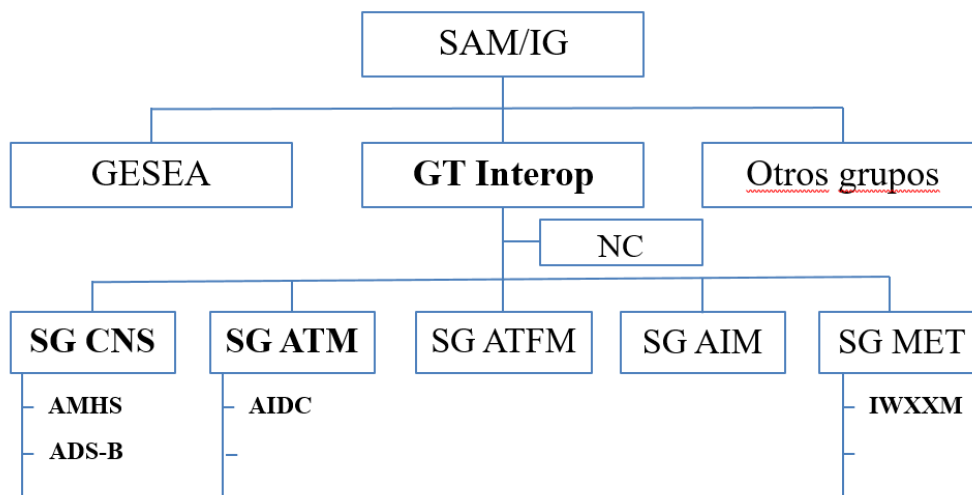 SAM/IG
GESEA
GT Interop
Otros grupos
NC
SG CNS
SG ATM
SG ATFM
SG AIM
SG MET
AMHS
AIDC
IWXXM
ADS-B